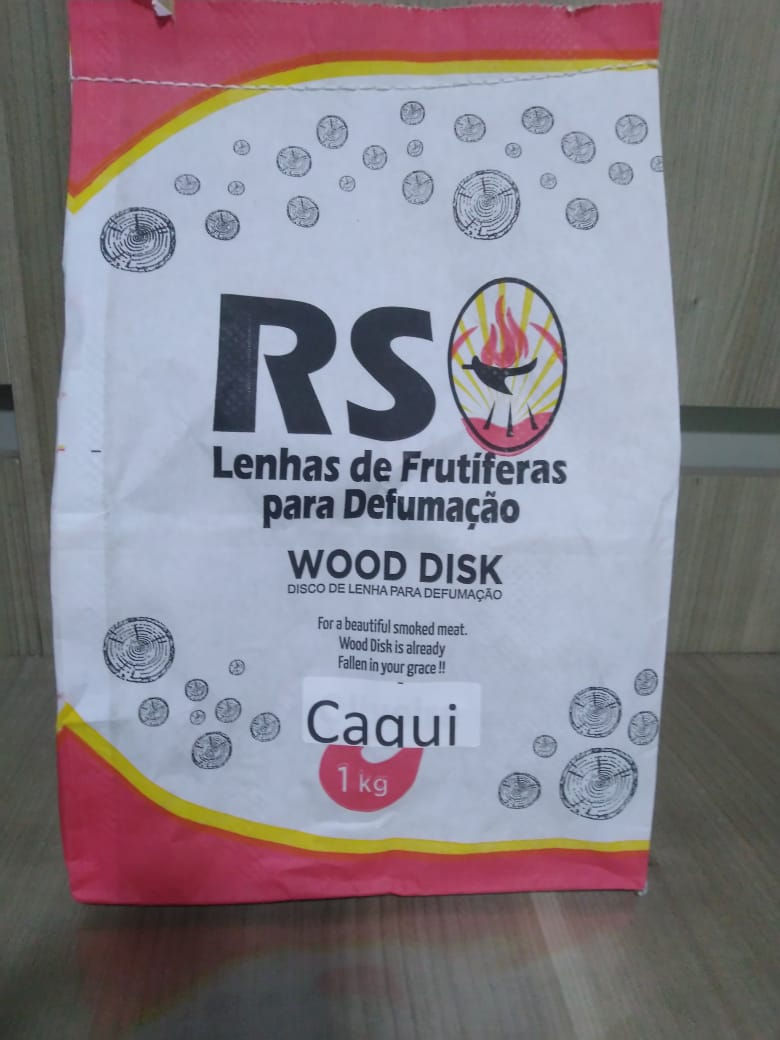 RS
Lenhas de Frutíferas
para Defumação
WOOD DISK
DISCO DE LENHA PARA DEFUMAÇÃO
For a beautiful smoked meat.
Wood Disk is already
Fallen in your grace !!
Caqui
1 kg